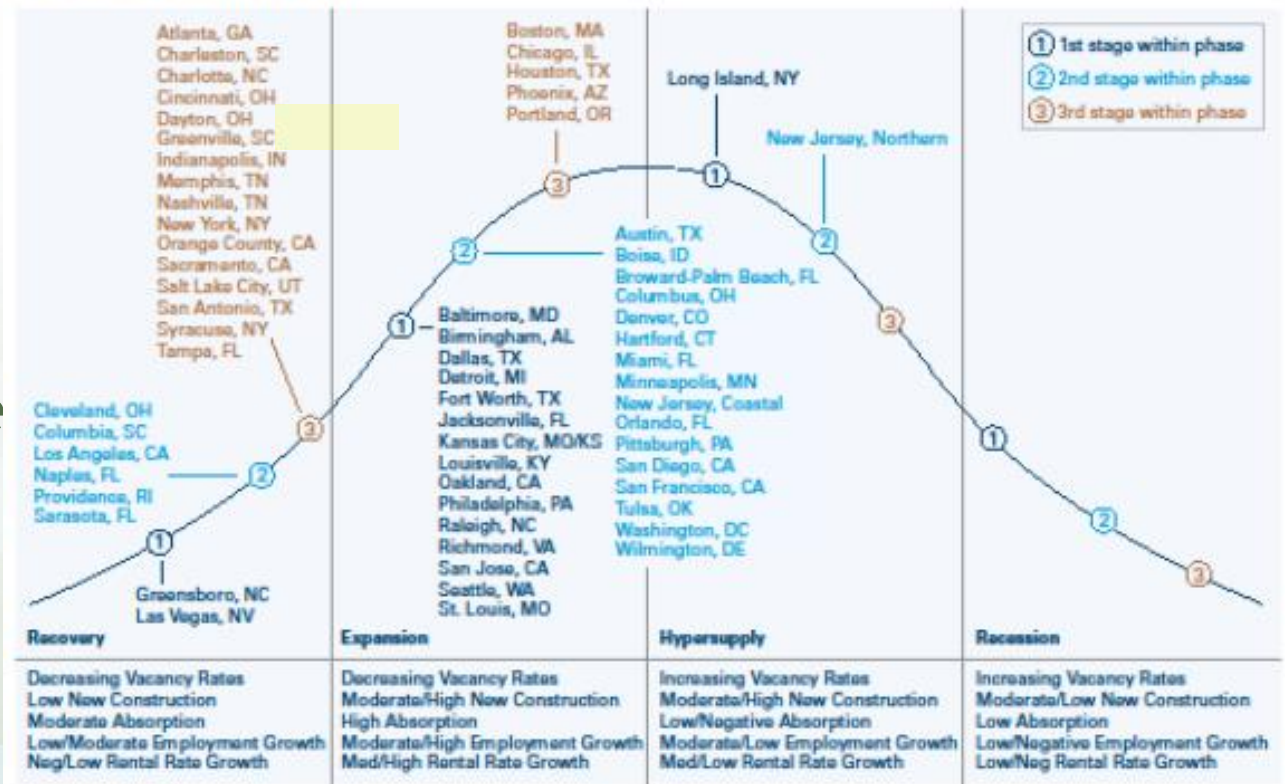 Atlanta, GA
Charleston, SC
Charlotte, NC
Cincinnati, OH
Dayton, OH
Greenville, SC
Indianapolis, IN
Memphis, TN
Nashville, TN
New York, NY
Orange County, CA
Sacramento, CA
Salt Lake City, UT
San Antonio, TX
Syracuse, NY
Tampa, FL
Boston, MA
Chicago, IL
Houston, TX
Phoenix, AZ
Portland, OR
Long Island, NY
New Jersey, Northern
1 1st stage within phase
2 2nd stage within phase
3 3rd stage within phase
3
1
2
2
1
3
3
1
2
1
2
3
Austin, TX
Boise, ID
Broward-Palm Beach, FL
Columbus, OH
Denver, CO
Hartford, CT
Miami, FL
Minneapolis, MN
New Jersey, Coastal
Orlando, FL
Pittsburgh, PA
San Diego, CA
San Francisco, CA
Tulsa, OK
Washington, DC
Wilmington, DE
Baltimore, MD
Birmingham, AL
Dallas, TX
Detroit, MI
Fort Worth, TX
Jacksonville, FL
Kansas City, MO/KS
Louisville, KY
Oakland, CA
Philadelphia, PA
Raleigh, NC
Richmond, VA
San Jose, CA
Seattle, WA
St. Louis, MO
Cleveland, OH
Columbia, SC
Los Angeles, CA
Naples, FL
Providence, RI
Sarasota, FL
Greensboro, NC
Las Vegas, NV
Recovery
Decreasing Vacancy Rates
Low New Construction
Moderate Absorption
Low/Moderate Employment Growth
Neg/Low Rental Rate Growth
Expansion
Decreasing Vacancy Rates
Moderate/High New Construction
High Absorption
Moderate/High Employment Growth
Med/High Rental Rate Growth
Hypersupply
Increasing Vacancy Rates
Moderate/High New Construction
Low/Negative Absorption
Moderate/Low Employment Growth
Med/Low Rental Rate Growth
Recession
Increasing Vacancy Rates
Moderate/Low New Construction
Low Absorption
Low/Negative Employment Growth
Low/Neg Rental Rate Growth